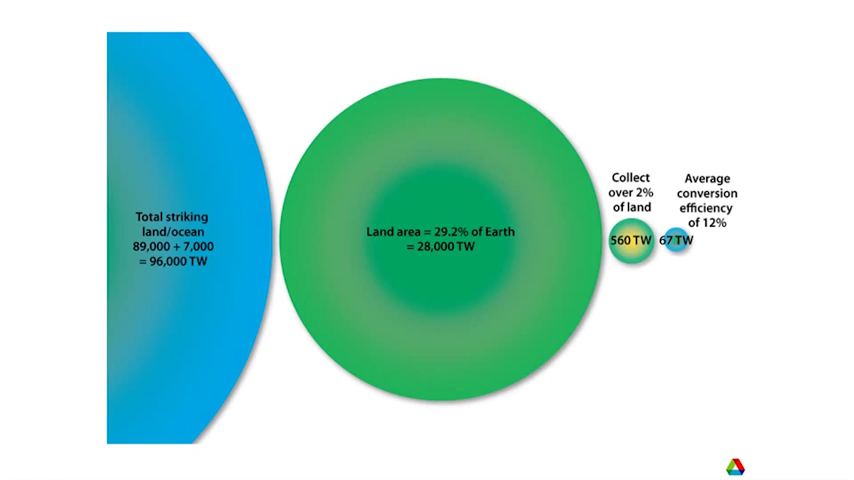 Total striking
land/ocean
89,000 + 7,000
= 96,000 TW
Land area = 29.2% of Earth
= 28,000 TW
Collect
over 2%
of land
560 TW
Average
conversion
efficiency
of 12%
67 TW